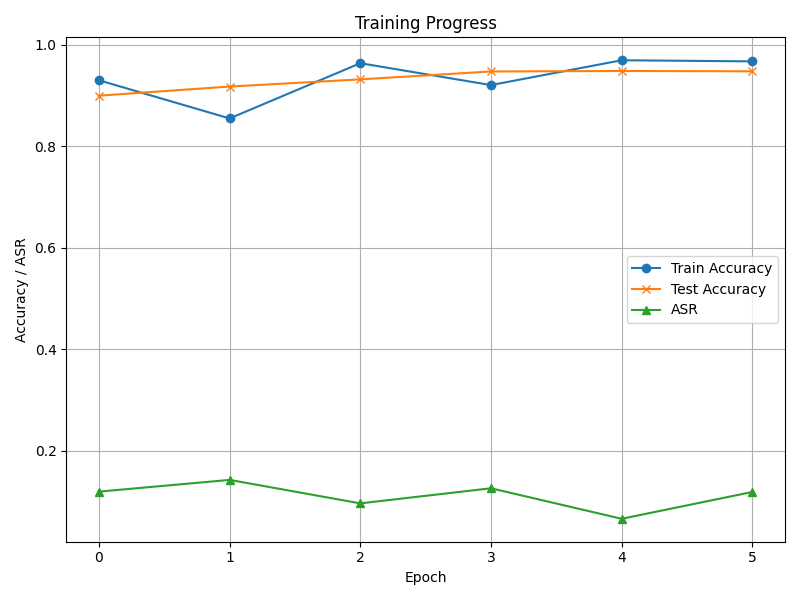 Training Progress
1.0
0.8
0.6
0.4
0.2
Accuracy / ASR
Train Accuracy
Test Accuracy
ASR
0 1 2 3 4 5
Epoch